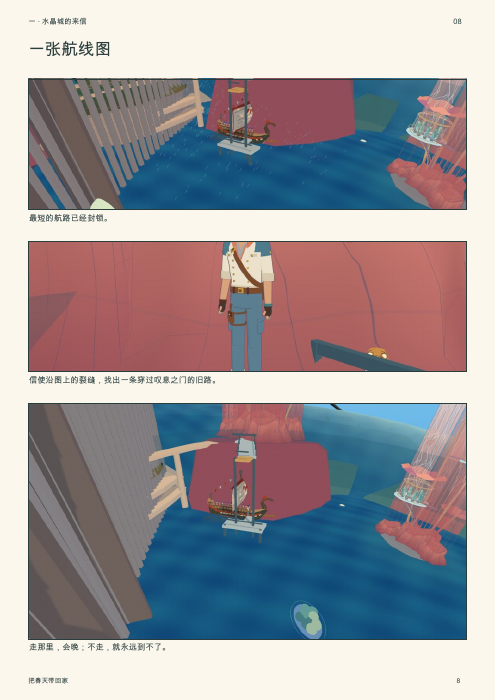 一 · 水晶城的来信
08
一张航线图
最短的航路已经封锁。
信使沿图上的裂缝，找出一条穿过叹息之门的旧路。
走那里，会晚；不走，就永远到不了。
把春天带回家
8